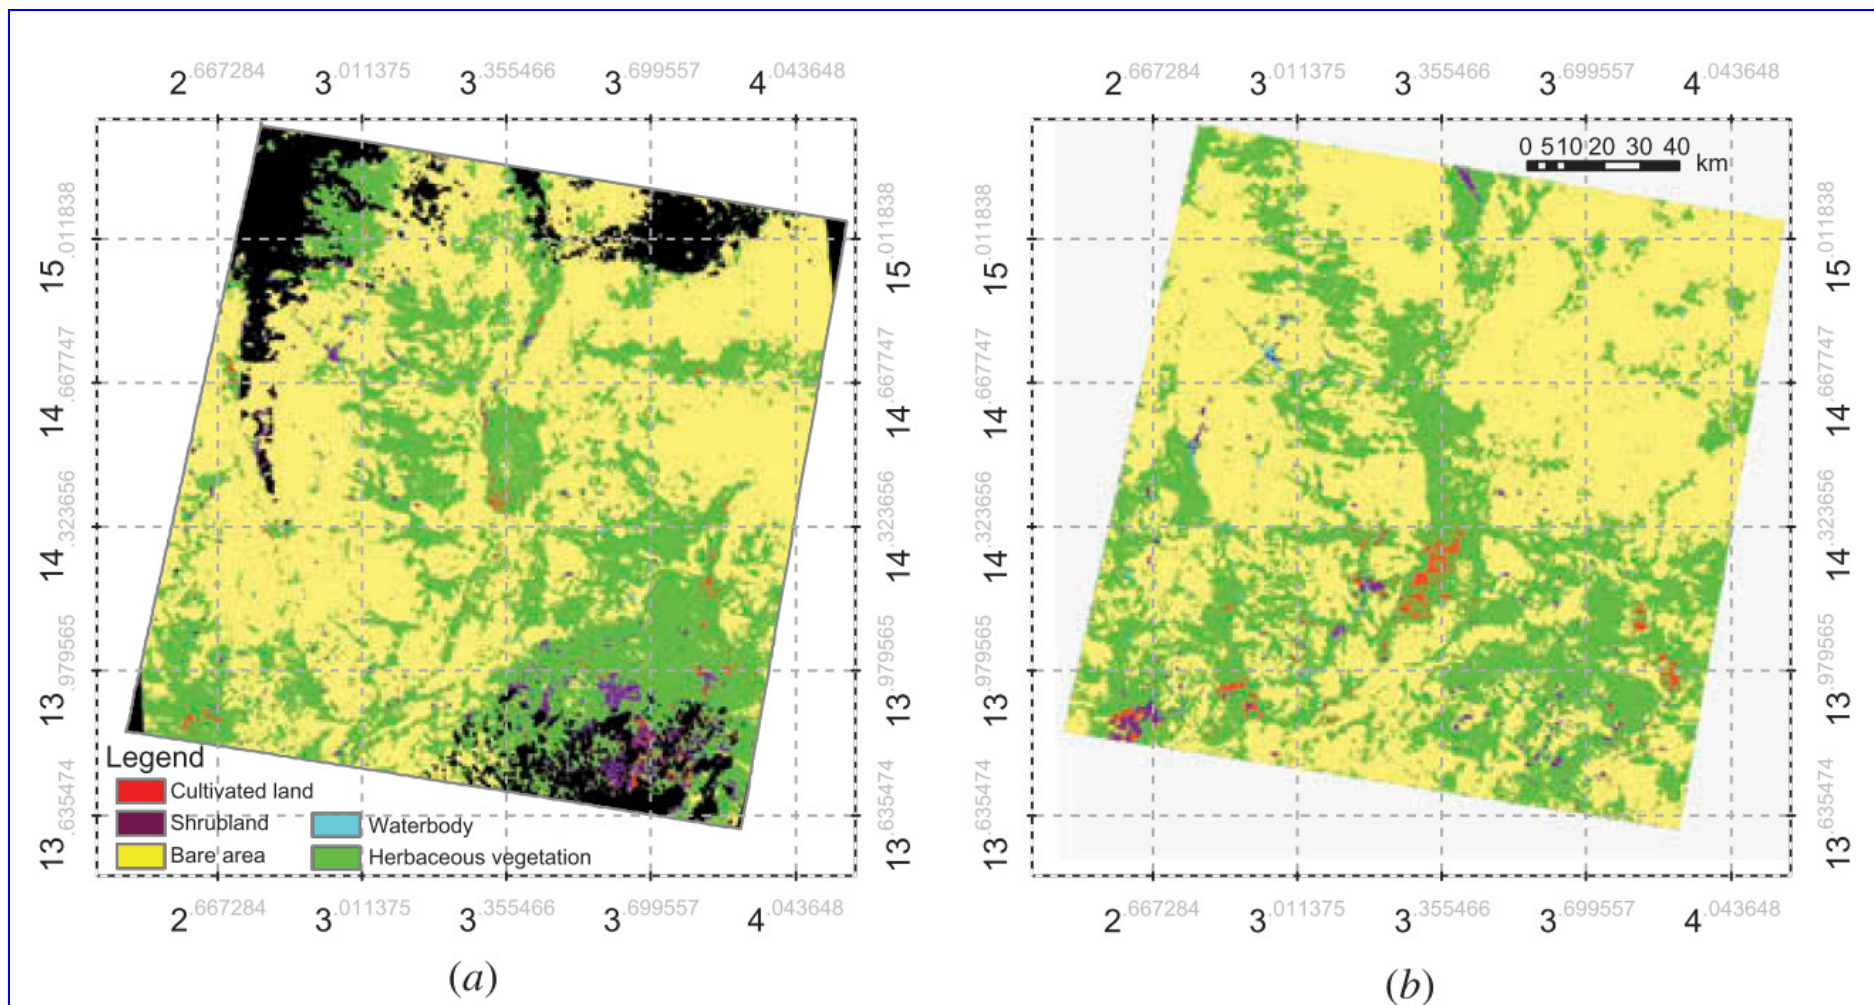 2.667284 3.011375 3.355466 3.699557 4.043648
2.667284 3.011375 3.355466 3.699557 4.043648
0 5 10 20 30 40
km
15.011838
14.667747
14.323656
13.979565
13.635474
15.011838
14.667747
14.323656
13.979565
13.635474
15.011838
14.667747
14.323656
13.979565
13.635474
15.011838
14.667747
14.323656
13.979565
13.635474
Legend
Cultivated land
Shrubland
Bare area
Waterbody
Herbaceous vegetation
2.667284 3.011375 3.355466 3.699557 4.043648
2.667284 3.011375 3.355466 3.699557 4.043648
(a)
(b)